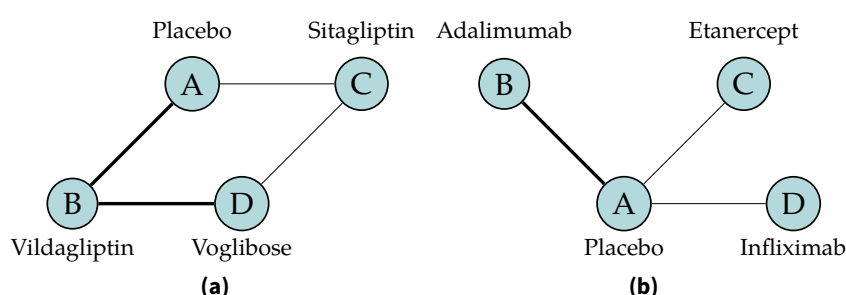 Placebo
Sitagliptin
A
C
B
D
Vildagliptin
Voglibose
(a)
Adalimumab
Etanercept
B
C
A
D
Placebo
Infliximab
(b)